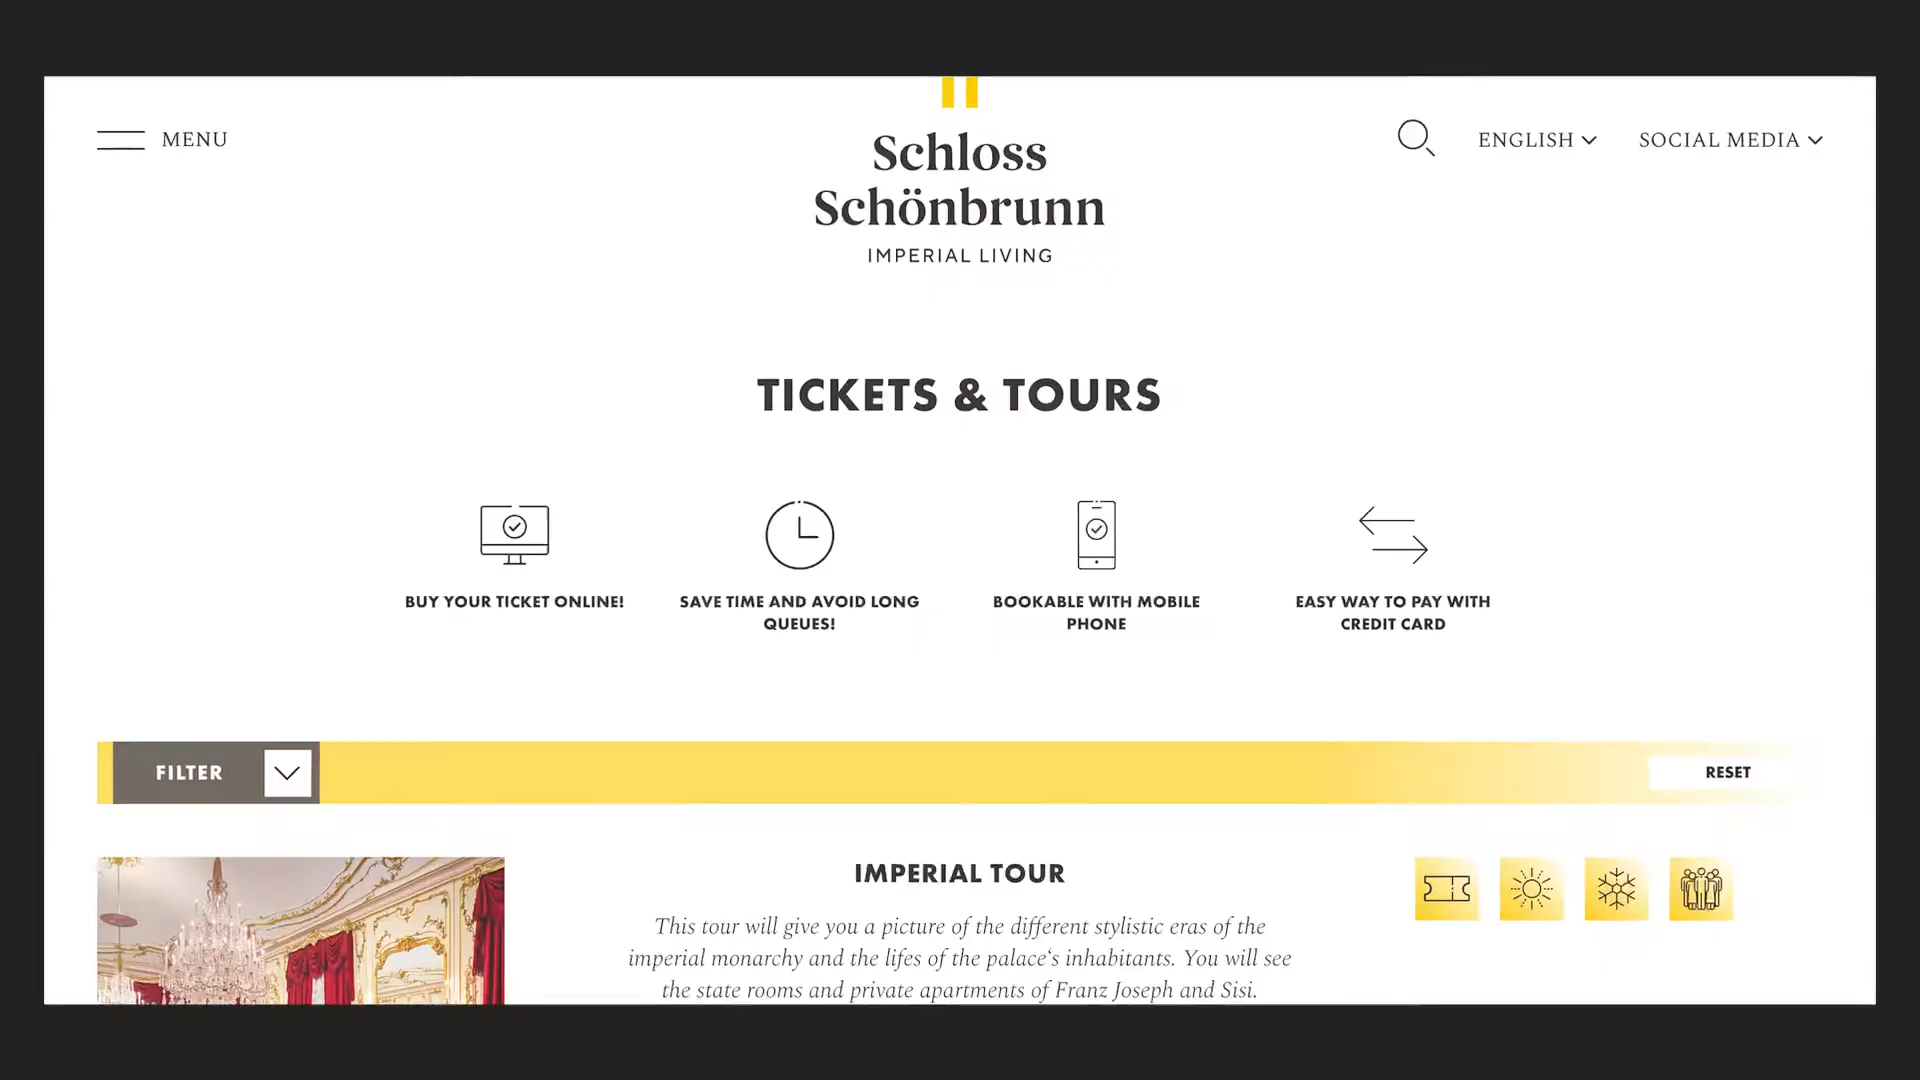 MENU
Schloss
Schönbrunn
IMPERIAL LIVING
ENGLISH
SOCIAL MEDIA
TICKETS & TOURS
BUY YOUR TICKET ONLINE!
SAVE TIME AND AVOID LONG
QUEUES!
BOOKABLE WITH MOBILE
PHONE
EASY WAY TO PAY WITH
CREDIT CARD
FILTER
RESET
IMPERIAL TOUR
This tour will give you a picture of the different stylistic eras of the
imperial monarchy and the lifes of the palace‘s inhabitants. You will see
the state rooms and private apartments of Franz Joseph and Sisi.